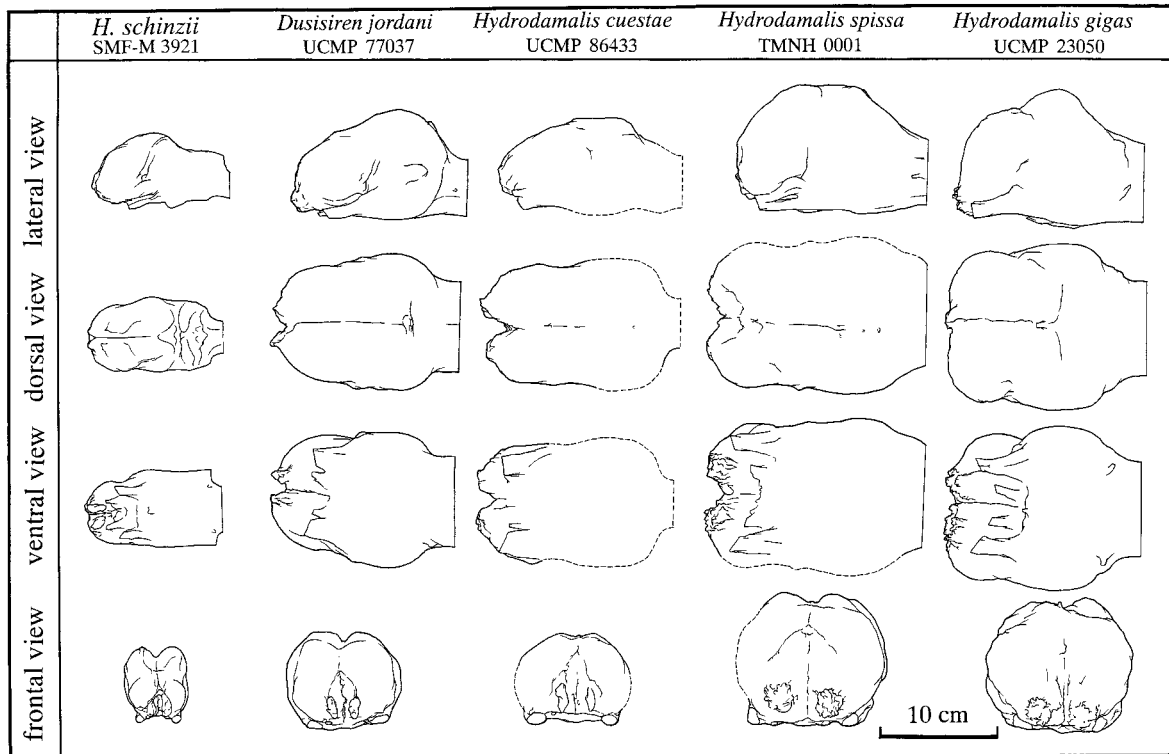 H. schinzii
SMF-M 3921
Dusisiren jordani
UCMP 77037
Hydrodamalis cuestae
UCMP 86433
Hydrodamalis spissa
TMNH 0001
Hydrodamalis gigas
UCMP 23050
lateral view
dorsal view
ventral view
frontal view
10 cm